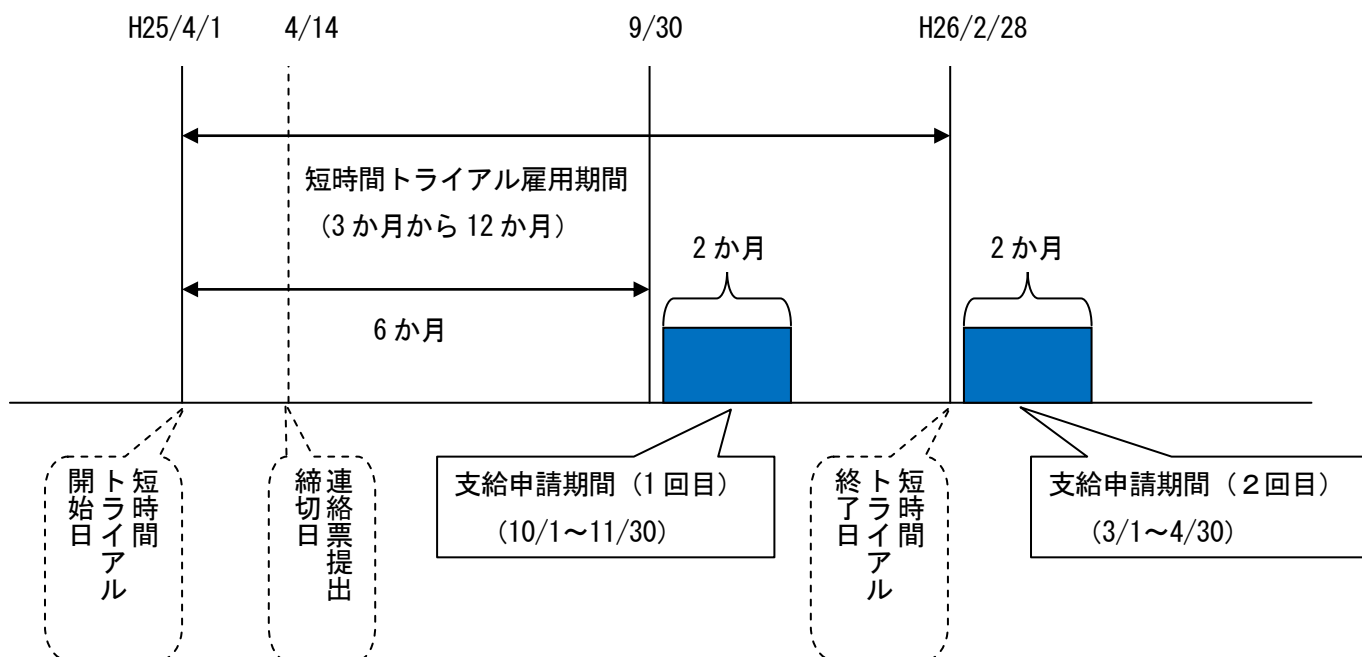 H25/4/1
4/14
9/30
H26/2/28
短時間トライアル雇用期間
（3か月から12か月）
2か月
2か月
6か月
短時間
トライアル
開始日
連絡票提出
締切日
支給申請期間（1回目）
（10/1～11/30）
短時間
トライアル
終了日
支給申請期間（２回目）
（3/1～4/30）